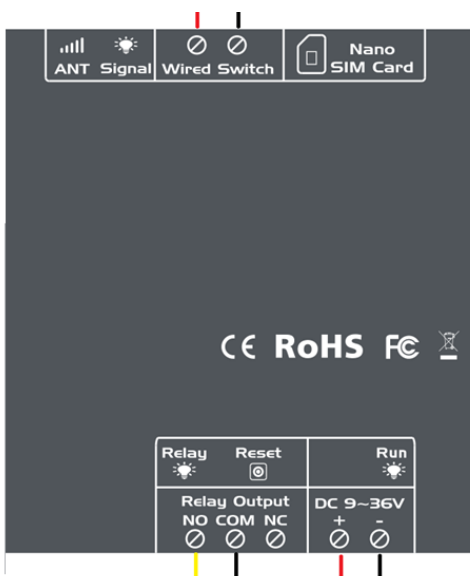 ANT Signal Wired Switch
Nano
SIM Card
CE RoHS FC
Relay Reset Run
Relay Output DC 9~36V
NO COM NC + -